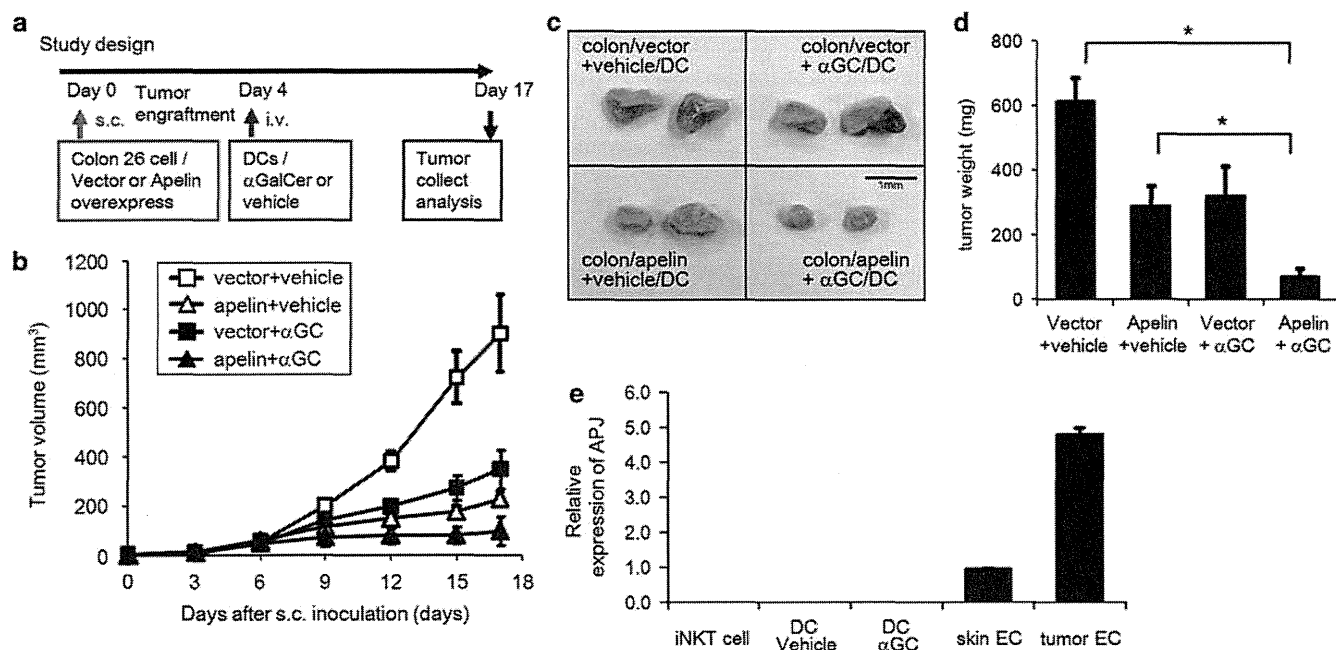 a
Study design
Day 0
Tumor engraftment
Day 4
Day 17
s.c.
i.v.
Colon 26 cell /
Vector or Apelin
overexpress
DCs /
αGalCer or
vehicle
Tumor
collect
analysis
b
Tumor volume (mm³)
1200
1000
800
600
400
200
0
vector+vehicle
apelin+vehicle
vector+αGC
apelin+αGC
0 3 6 9 12 15 18
Days after s.c. inoculation (days)
c
colon/vector
+vehicle/DC
colon/vector
+ αGC/DC
1mm
colon/apelin
+vehicle/DC
colon/apelin
+ αGC/DC
d
tumor weight (mg)
800
600
400
200
0
*
*
Vector
+vehicle
Apelin
+vehicle
Vector
+ αGC
Apelin
+ αGC
e
Relative
expression of APJ
6.0
5.0
4.0
3.0
2.0
1.0
0.0
iNKT cell
DC
Vehicle
DC
αGC
skin EC
tumor EC